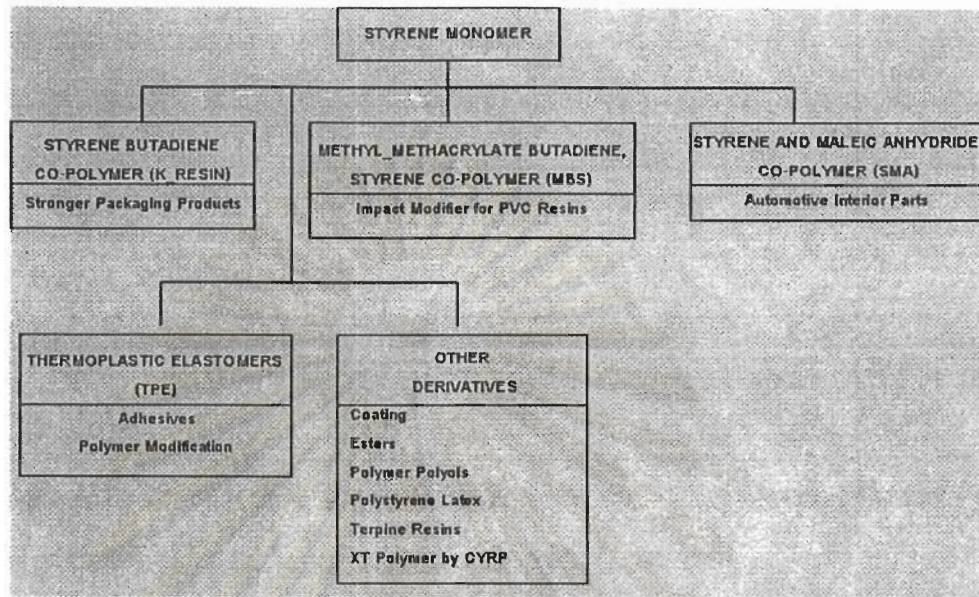 STYRENE MONOMER
STYRENE BUTADIENE
CO-POLYMER (K_RESIN)
Stronger Packaging Products
METHYL_METHACRYLATE BUTADIENE,
STYRENE CO-POLYMER (MBS)
Impact Modifier for PVC Resins
STYRENE AND MALEIC ANHYDRIDE
CO-POLYMER (SMA)
Automotive Interior Parts
THERMOPLASTIC ELASTOMERS
(TPE)
Adhesives
Polymer Modification
OTHER
DERIVATIVES
Coating
Esters
Polymer Polyols
Polystyrene Latex
Terpine Resins
XT Polymer by CYRP